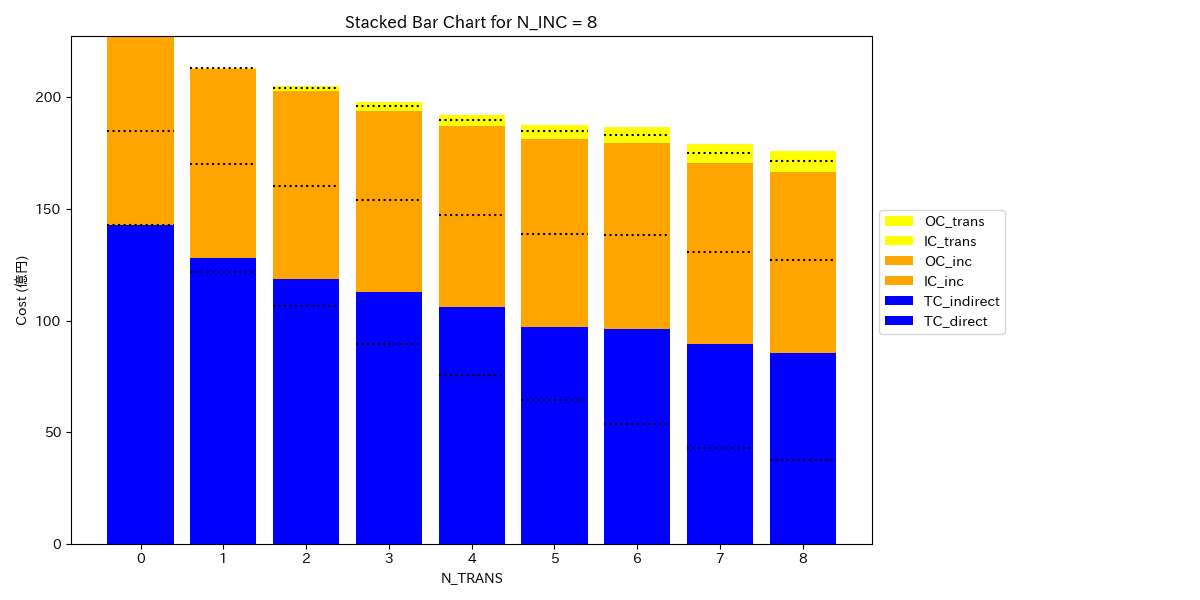 Stacked Bar Chart for N_INC = 8
Cost (億円)
200
150
100
50
0
0 1 2 3 4 5 6 7 8
N_TRANS
OC_trans
IC_trans
OC_inc
IC_inc
TC_indirect
TC_direct